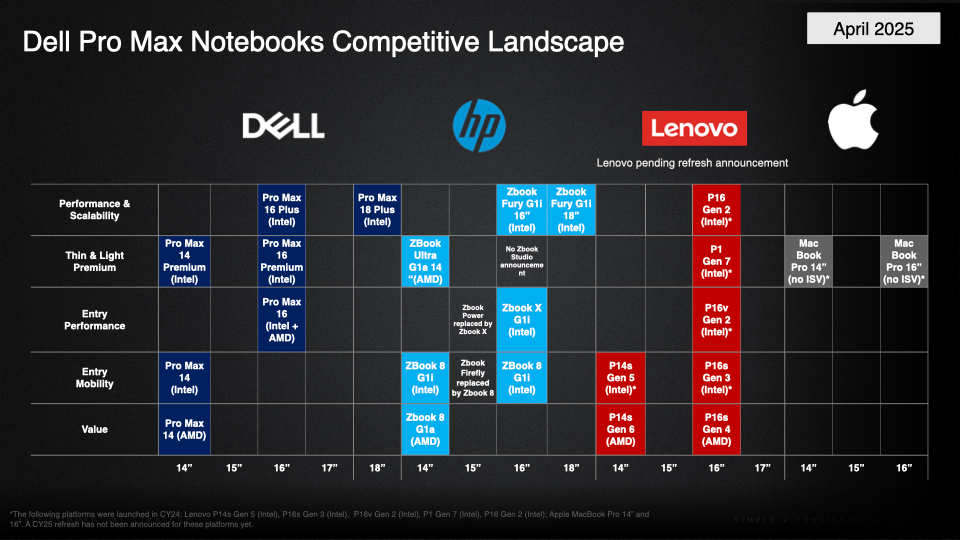 Dell Pro Max Notebooks Competitive Landscape
April 2025
DELL
hp
Lenovo
Lenovo pending refresh announcement
Performance &
Scalability
Pro Max
16 Plus
(Intel)
Pro Max
18 Plus
(Intel)
Zbook
Fury G1i
16”
(Intel)
Zbook
Fury G1i
18”
(Intel)
P16
Gen 2
(Intel)*
Thin & Light
Premium
Pro Max
14
Premium
(Intel)
Pro Max
16
Premium
(Intel)
ZBook
Ultra
G1a 14
“(AMD)
No Zbook
Studio
announceme
nt
P1
Gen 7
(Intel)*
Mac
Book
Pro 14”
(no ISV)*
Mac
Book
Pro 16”
(no ISV)*
Entry
Performance
Pro Max
16
(Intel +
AMD)
Zbook
Power
replaced by
Zbook X
Zbook X
G1i
(Intel)
P16v
Gen 2
(Intel)*
Entry
Mobility
Pro Max
14
(Intel)
ZBook 8
G1i
(Intel)
Zbook
Firefly
replaced
by Zbook 8
ZBook 8
G1i
(Intel)
P14s
Gen 5
(Intel)*
P16s
Gen 3
(Intel)*
Value
Pro Max
14 (AMD)
Zbook 8
G1a
(AMD)
P14s
Gen 6
(AMD)
P16s
Gen 4
(AMD)
14” 15” 16” 17” 18” 14” 15” 16” 18” 14” 15” 16” 17” 14” 15” 16”
*The following platforms were launched in CY24: Lenovo P14s Gen 5 (Intel), P16s Gen 3 (Intel), P16v Gen 2 (Intel), P1 Gen 7 (Intel), P16 Gen 2 (Intel); Apple MacBook Pro 14” and
16”. A CY25 refresh has not been announced for these platforms yet.